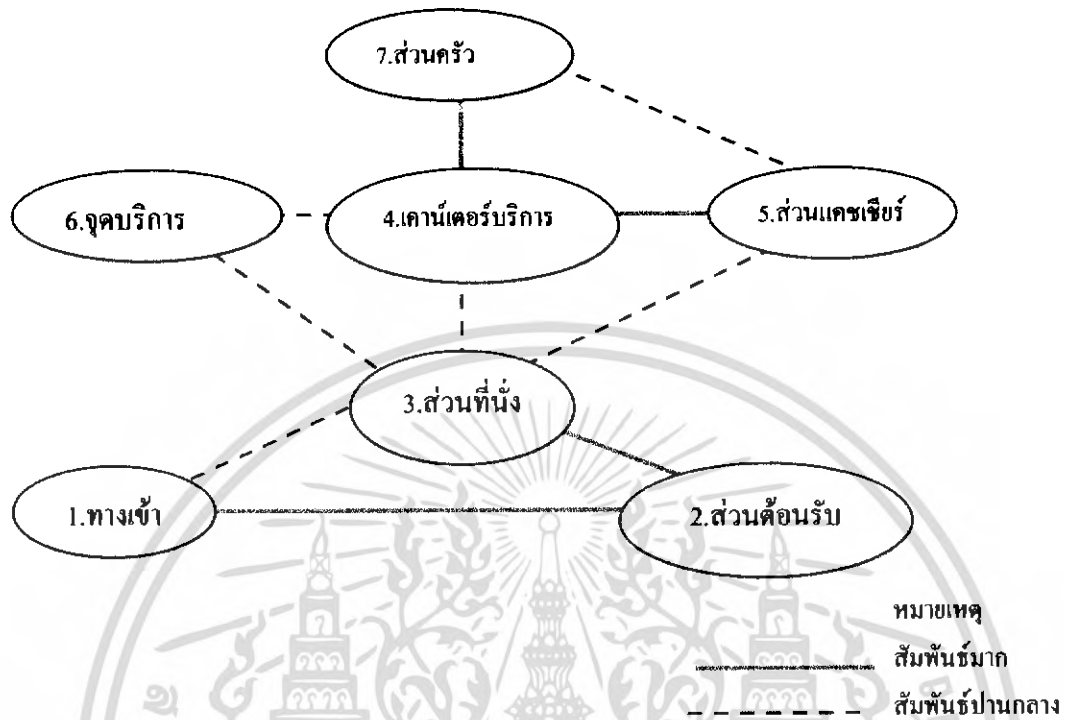 7.ส่วนครัว
6.จุดบริการ
4.เคาน์เตอร์บริการ
5.ส่วนแคชเชียร์
3.ส่วนที่นั่ง
1.ทางเข้า
2.ส่วนต้อนรับ
หมายเหตุ
สัมพันธ์มาก
สัมพันธ์ปานกลาง